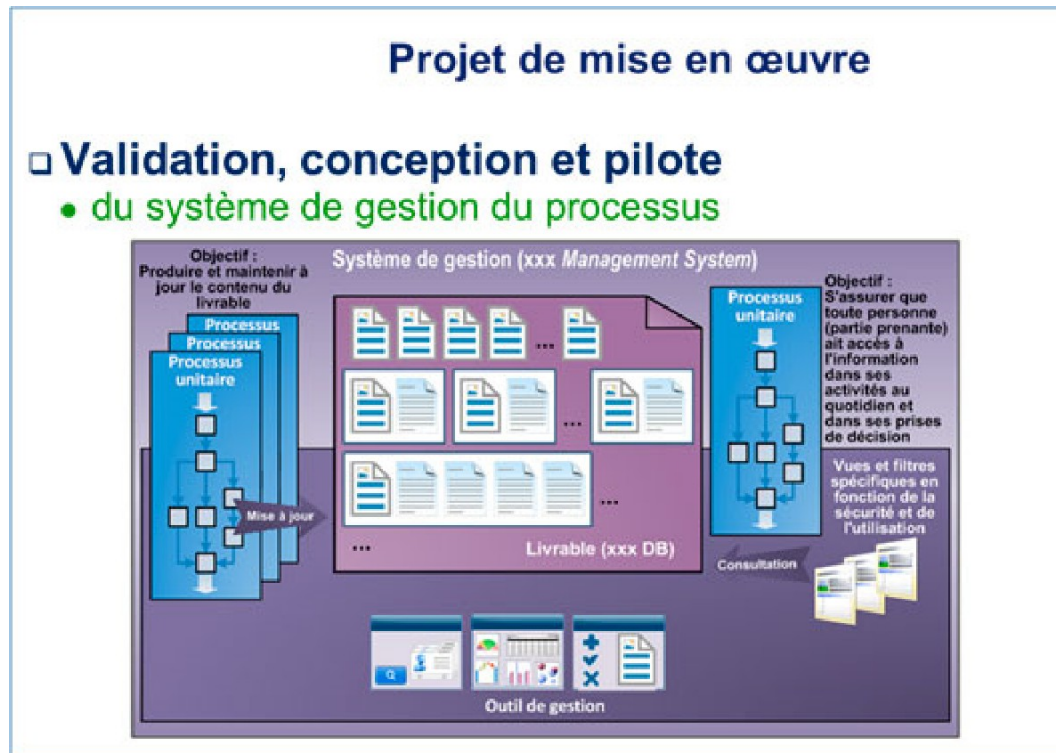 Projet de mise en œuvre
Validation, conception et pilote
du système de gestion du processus
Objectif :
Produire et maintenir à
jour le contenu du
livrable
Système de gestion (xxx Management System)
Processus
Processus
Processus
unitaire
Mise à jour
...
...
...
...
Livrable (xxx DB)
Processus
unitaire
Objectif :
S'assurer que
toute personne
(partie prenante)
ait accès à
l'information
dans ses
activités au
quotidien et
dans ses prises
de décision
Vues et filtres
spécifiques en
fonction de la
sécurité et de
l'utilisation
Consultation
Outil de gestion